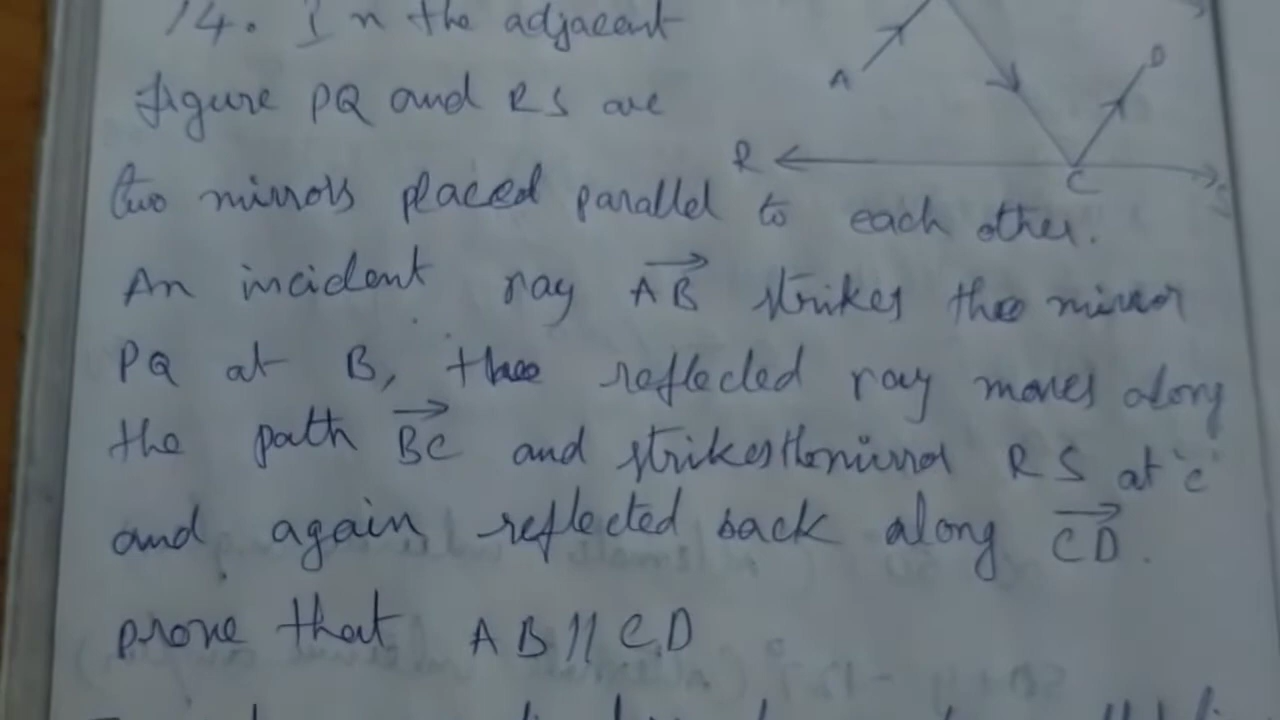 14. In the adjacent
figure PQ and RS are
two mirrors placed parallel to each other.
An incident ray AB strikes the mirror
PQ at B, the reflected ray moves along
the path BC and strikes the mirror RS at 'c'
and again reflected back along CD.
prove that AB || CD
A
D
R
C
S